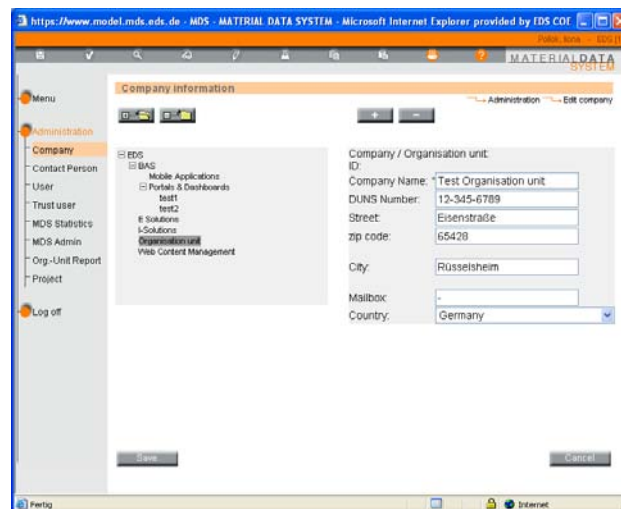 https://www.model.mds.eds.de - MDS - MATERIAL DATA SYSTEM - Microsoft Internet Explorer provided by EDS COE
MATERIALDATA
SYSTEM
Menu
Company information
Administration
Edit company
Administration
Company
Contact Person
User
Trust user
MDS Statistics
MDS Admin
Org.-Unit Report
Project
Log off
EDS
BAS
Mobile Applications
Portals & Dashboards
test1
test2
E Solutions
I-Solutions
Organisation unit
Web Content Management
+
-
Company / Organisation unit:
ID:
Company Name: * Test Organisation unit
DUNS Number: 12-345-6789
Street: Eisenstraße
zip code: 65428
City: Rüsselsheim
Mailbox: -
Country: Germany
Save
Cancel
Fertig
Internet